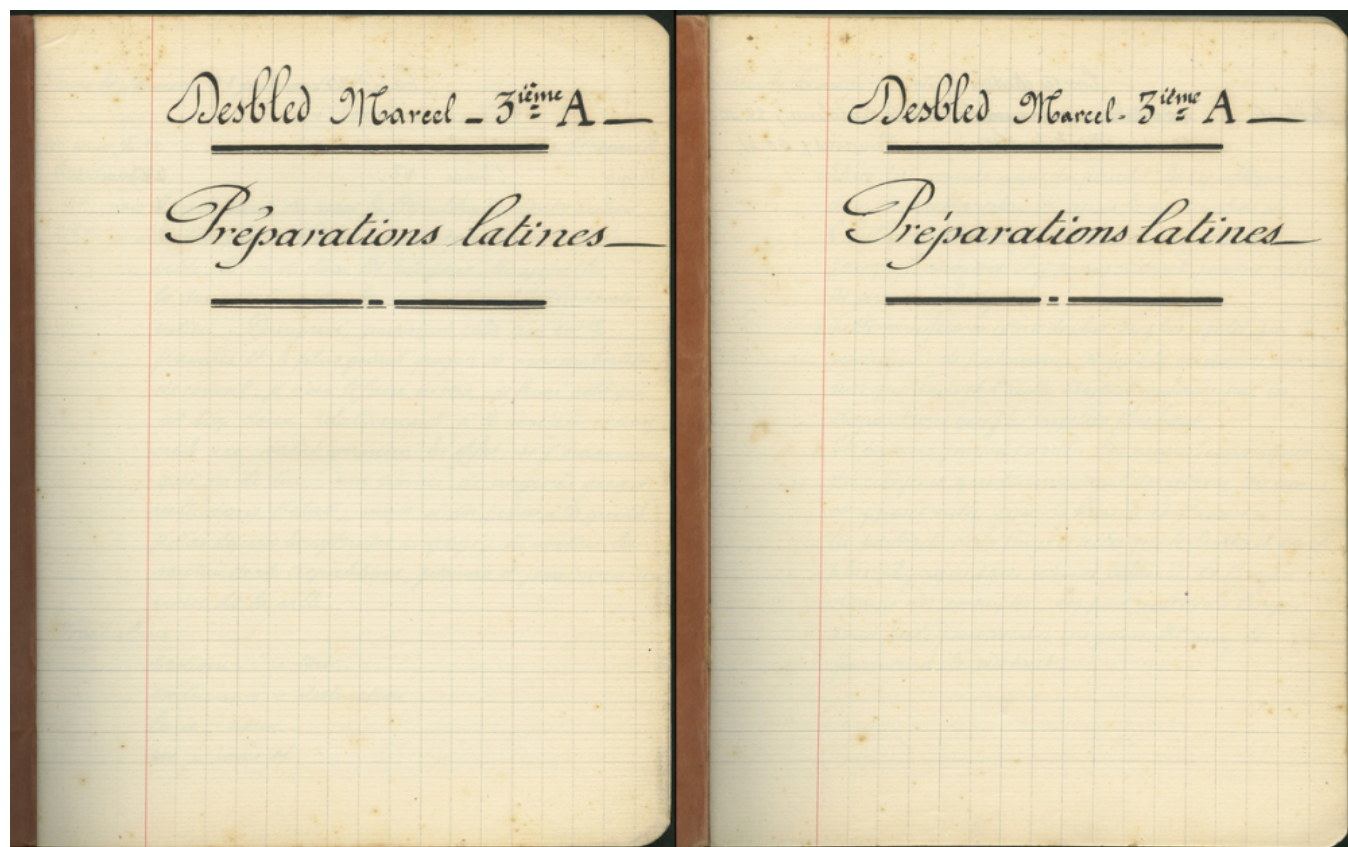 Desbled Marcel - 3ième A -
Préparations latines -
Desbled Marcel - 3ième A -
Préparations latines -